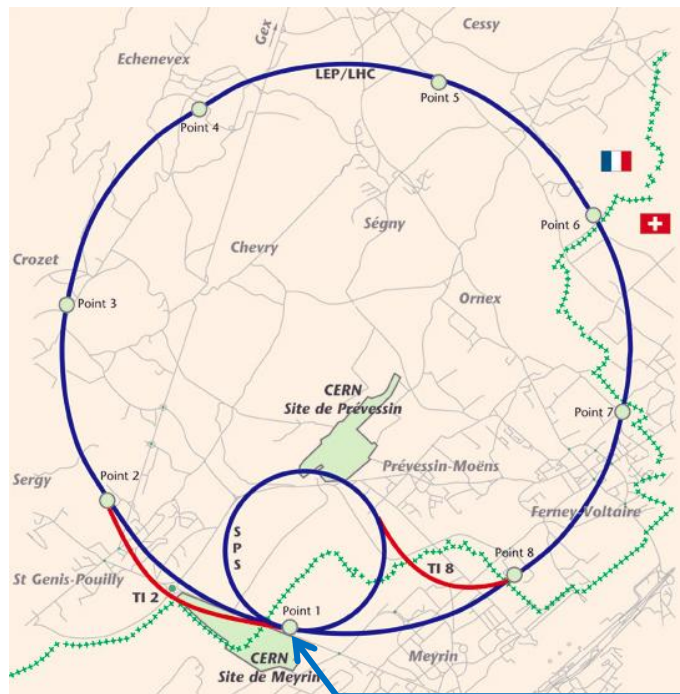 Cessy
Gex
Echenevex
LEP/LHC
Point 5
Point 4
Point 6
Ségny
Chevry
Crozet
Ornex
Point 3
CERN
Site de Prévessin
Point 7
Prévessin-Moëns
Point 2
Sergy
Ferney-Voltaire
S
P
S
Point 8
St Genis-Pouilly
TI 8
TI 2
Point 1
CERN
Site de Meyrin
Meyrin